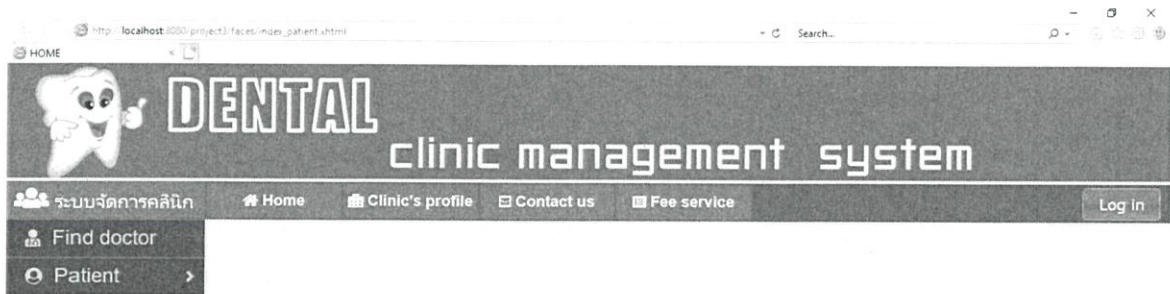 http://localhost:8080/project3/faces/index_patient.xhtml
Search...
HOME
DENTAL
clinic management system
ระบบจัดการคลินิก Home Clinic's profile Contact us Fee service Log in
Find doctor
Patient